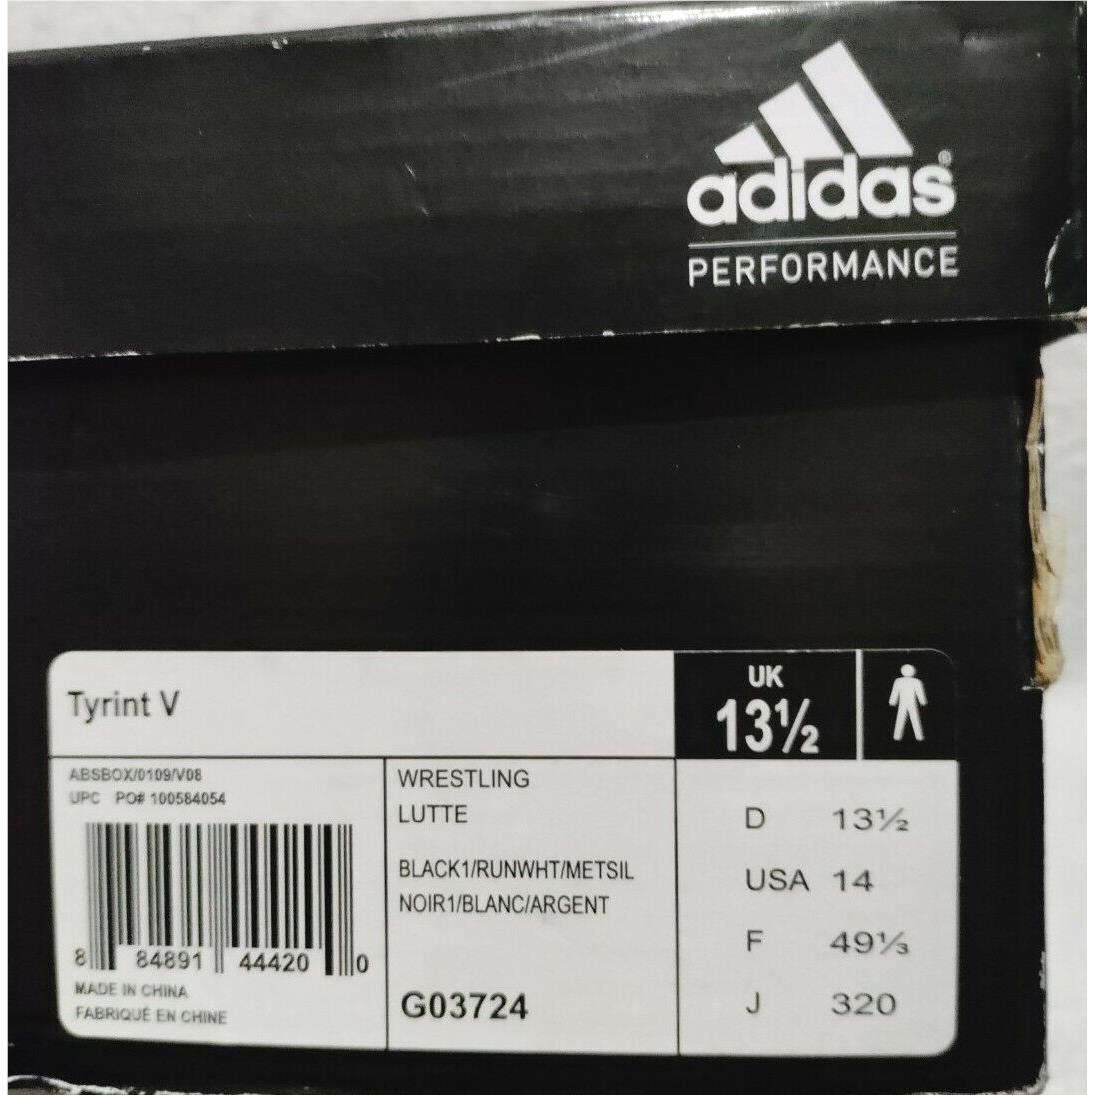 adidas®
PERFORMANCE
Tyrint V
UK
13½
ABSBOX/0109/V08
UPC PO# 100584054
8 84891 44420 0
MADE IN CHINA
FABRIQUÉ EN CHINE
WRESTLING
LUTTE
BLACK1/RUNWHT/METSIL
NOIR1/BLANC/ARGENT
G03724
D 13½
USA 14
F 49⅓
J 320